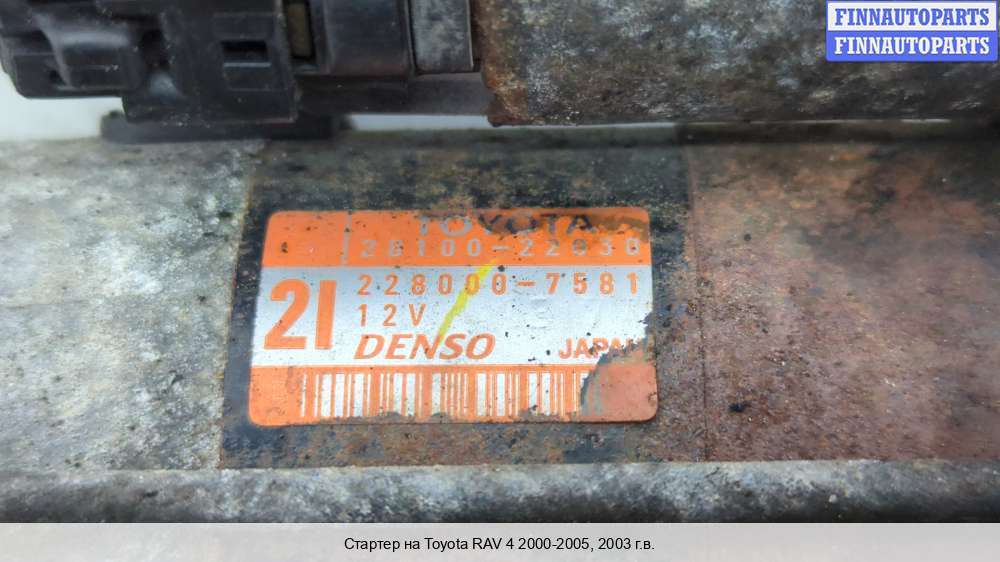 FINNAUTOPARTS
FINNAUTOPARTS
TOYOTA
28100-22030
228000-7581
2I
12V
DENSO
JAPAN
Стартер на Toyota RAV 4 2000-2005, 2003 г.в.